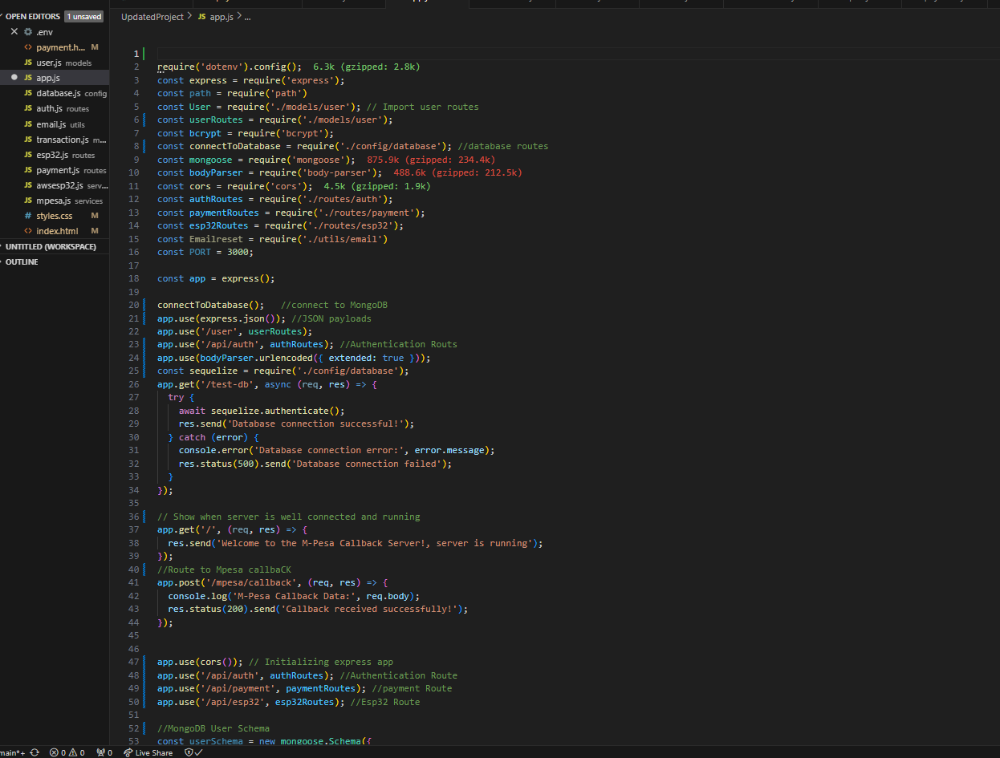 OPEN EDITORS 1 unsaved
.env
payment.h... M
JS user.js models
JS app.js
JS database.js config
JS auth.js routes
JS email.js utils
JS transaction.js m...
JS esp32.js routes
JS payment.js routes
JS awsesp32.js serv...
JS mpesa.js services
# styles.css M
index.html M
UNTITLED (WORKSPACE)
OUTLINE
UpdatedProject > JS app.js > ...
1
2 require('dotenv').config(); 6.3k (gzipped: 2.8k)
3 const express = require('express');
4 const path = require('path')
5 const User = require('./models/user'); // Import user routes
6 const userRoutes = require('./models/user');
7 const bcrypt = require('bcrypt');
8 const connectToDatabase = require('./config/database'); //database routes
9 const mongoose = require('mongoose'); 875.9k (gzipped: 234.4k)
10 const bodyParser = require('body-parser'); 488.6k (gzipped: 212.5k)
11 const cors = require('cors'); 4.5k (gzipped: 1.9k)
12 const authRoutes = require('./routes/auth');
13 const paymentRoutes = require('./routes/payment');
14 const esp32Routes = require('./routes/esp32');
15 const Emailreset = require('./utils/email')
16 const PORT = 3000;
17
18 const app = express();
19
20 connectToDatabase(); //connect to MongoDB
21 app.use(express.json()); //JSON payloads
22 app.use('/user', userRoutes);
23 app.use('/api/auth', authRoutes); //Authentication Routs
24 app.use(bodyParser.urlencoded({ extended: true }));
25 const sequelize = require('./config/database');
26 app.get('/test-db', async (req, res) => {
27 try {
28 await sequelize.authenticate();
29 res.send('Database connection successful!');
30 } catch (error) {
31 console.error('Database connection error:', error.message);
32 res.status(500).send('Database connection failed');
33 }
34 });
35
36 // Show when server is well connected and running
37 app.get('/', (req, res) => {
38 res.send('Welcome to the M-Pesa Callback Server!, server is running');
39 });
40 //Route to Mpesa callbaCK
41 app.post('/mpesa/callback', (req, res) => {
42 console.log('M-Pesa Callback Data:', req.body);
43 res.status(200).send('Callback received successfully!');
44 });
45
46
47 app.use(cors()); // Initializing express app
48 app.use('/api/auth', authRoutes); //Authentication Route
49 app.use('/api/payment', paymentRoutes); //payment Route
50 app.use('/api/esp32', esp32Routes); //Esp32 Route
51
52 //MongoDB User Schema
53 const userSchema = new mongoose.Schema({
main*+ 0 0 0 Live Share